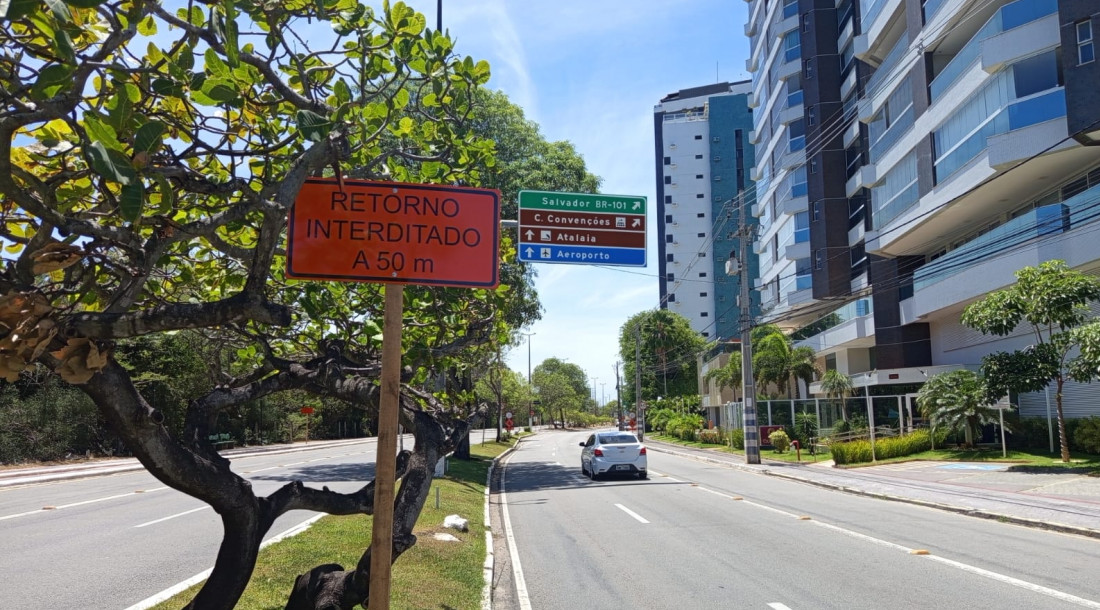 RETORNO
INTERDITADO
A 50 m
Salvador BR-101
C. Convenções
Atalaia
Aeroporto